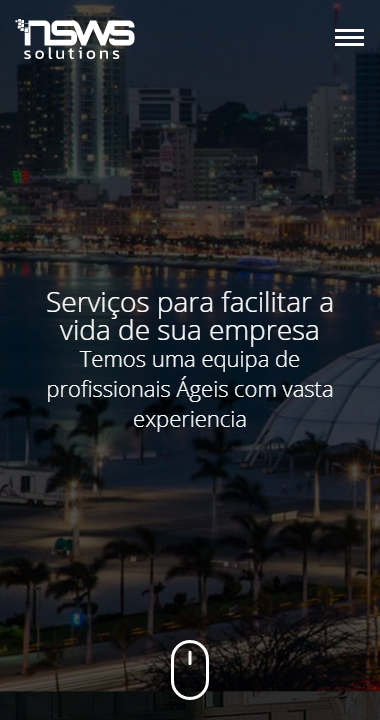 nsws
solutions
Serviços para facilitar a
vida de sua empresa
Temos uma equipa de
profissionais Ágeis com vasta
experiencia